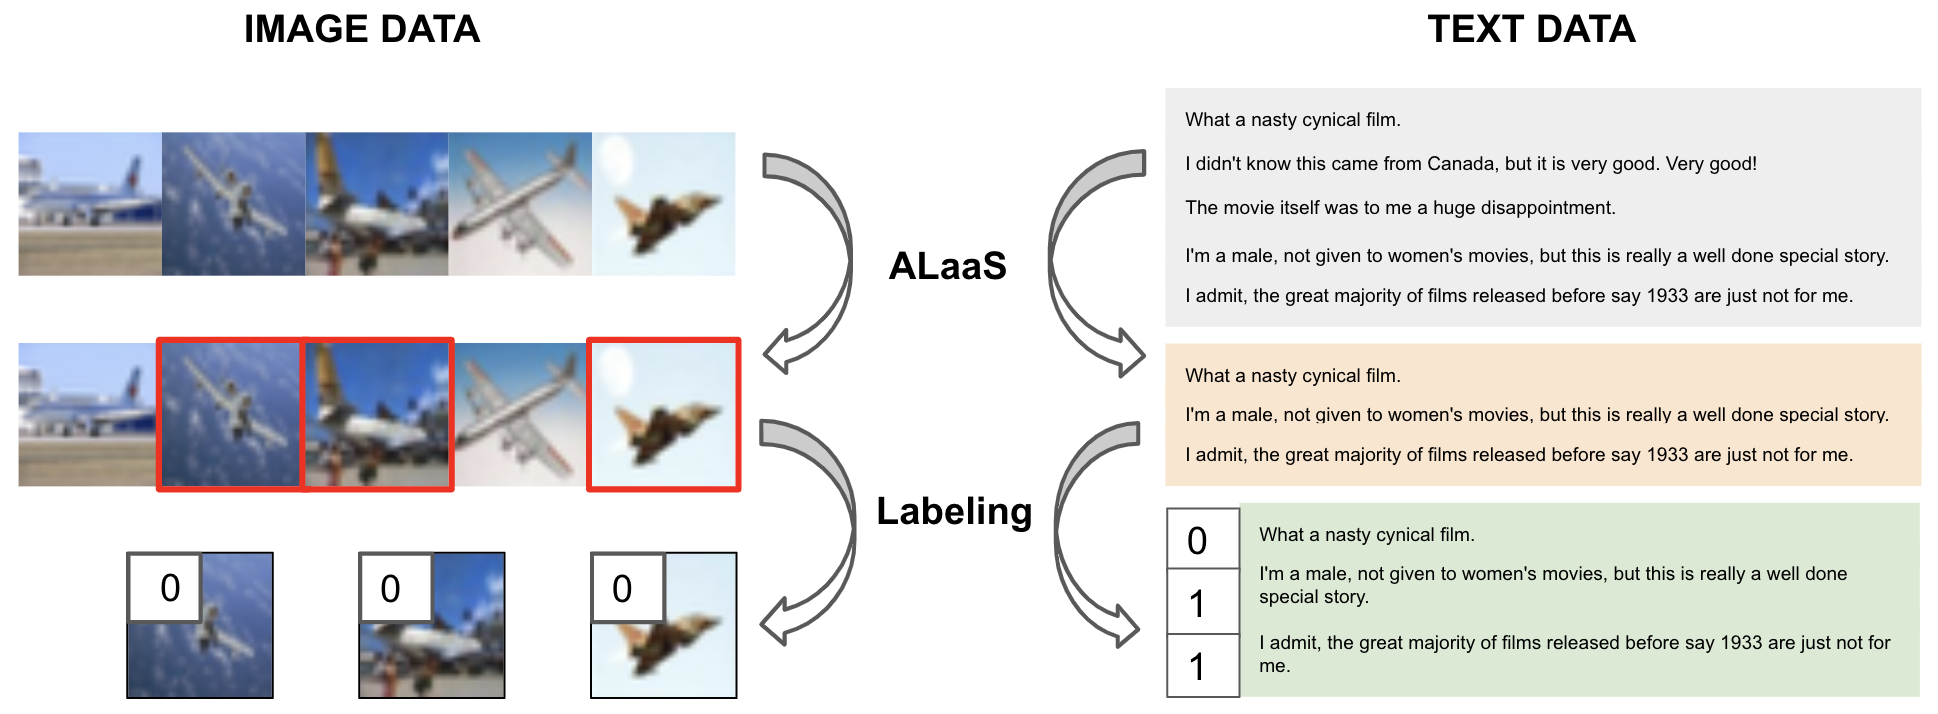 IMAGE DATA
TEXT DATA
What a nasty cynical film.
I didn't know this came from Canada, but it is very good. Very good!
The movie itself was to me a huge disappointment.
I'm a male, not given to women's movies, but this is really a well done special story.
I admit, the great majority of films released before say 1933 are just not for me.
ALaaS
What a nasty cynical film.
I'm a male, not given to women's movies, but this is really a well done special story.
I admit, the great majority of films released before say 1933 are just not for me.
Labeling
0
0
0
0
What a nasty cynical film.
1
I'm a male, not given to women's movies, but this is really a well done
special story.
1
I admit, the great majority of films released before say 1933 are just not for
me.